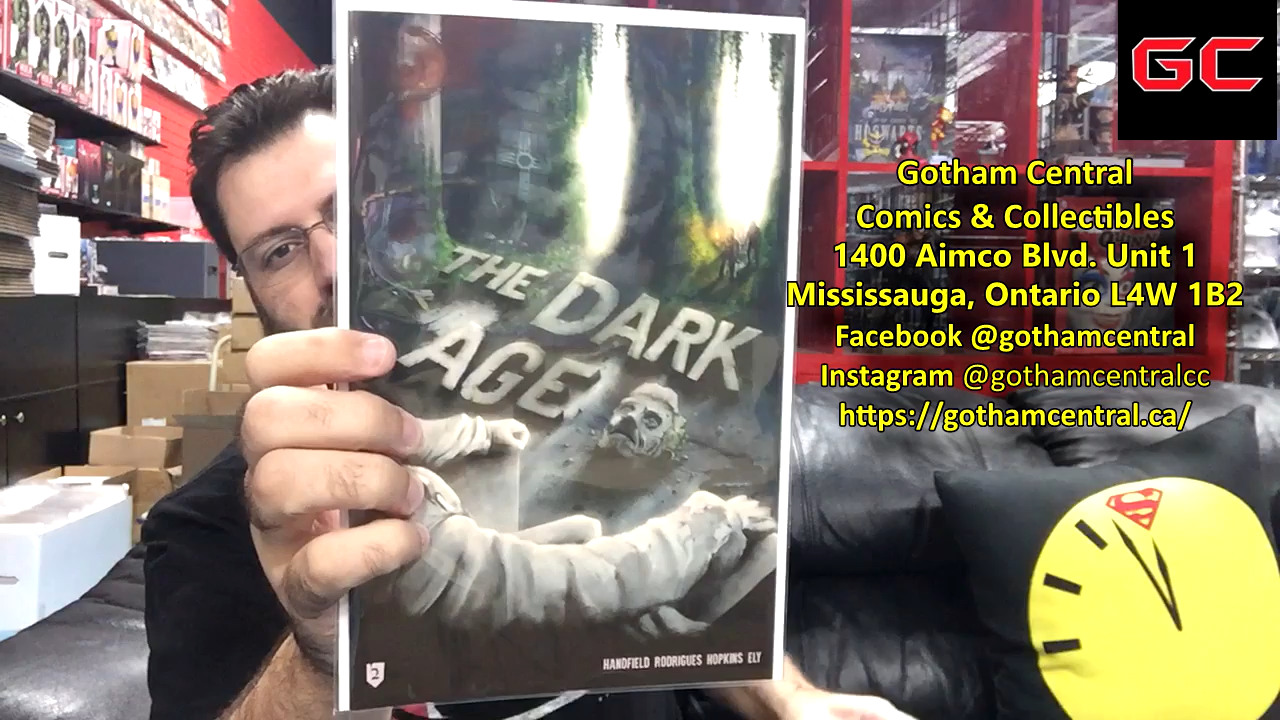 GC
HOGWARTS
Gotham Central
Comics & Collectibles
1400 Aimco Blvd. Unit 1
Mississauga, Ontario L4W 1B2
Facebook @gothamcentral
Instagram @gothamcentralcc
https://gothamcentral.ca/
THE DARK
AGE
2
HANDFIELD RODRIGUES HOPKINS ELY
S